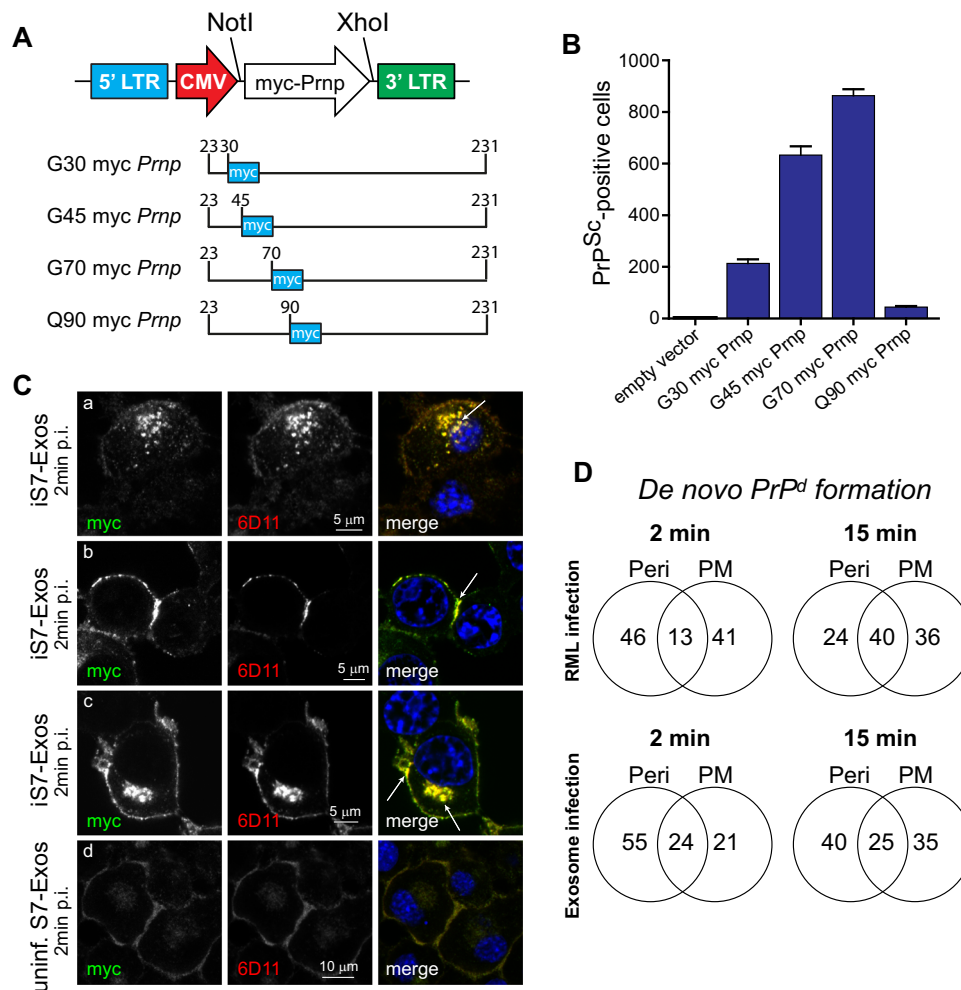 A
NotI
XhoI
5’ LTR
CMV
myc-Prnp
3’ LTR
G30 myc Prnp
23
30
myc
231
G45 myc Prnp
23
45
myc
231
G70 myc Prnp
23
70
myc
231
Q90 myc Prnp
23
90
myc
231
B
PrPSc-positive cells
1000
800
600
400
200
0
empty vector
G30 myc Prnp
G45 myc Prnp
G70 myc Prnp
Q90 myc Prnp
C
iS7-Exos
2min p.i.
a
myc
6D11
5 μm
merge
iS7-Exos
2min p.i.
b
myc
6D11
5 μm
merge
iS7-Exos
2min p.i.
c
myc
6D11
5 μm
merge
uninf. S7-Exos
2min p.i.
d
myc
6D11
10 μm
merge
D
De novo PrPd formation
2 min
15 min
RML infection
Peri
PM
46
13
41
Peri
PM
24
40
36
2 min
15 min
Exosome infection
Peri
PM
55
24
21
Peri
PM
40
25
35